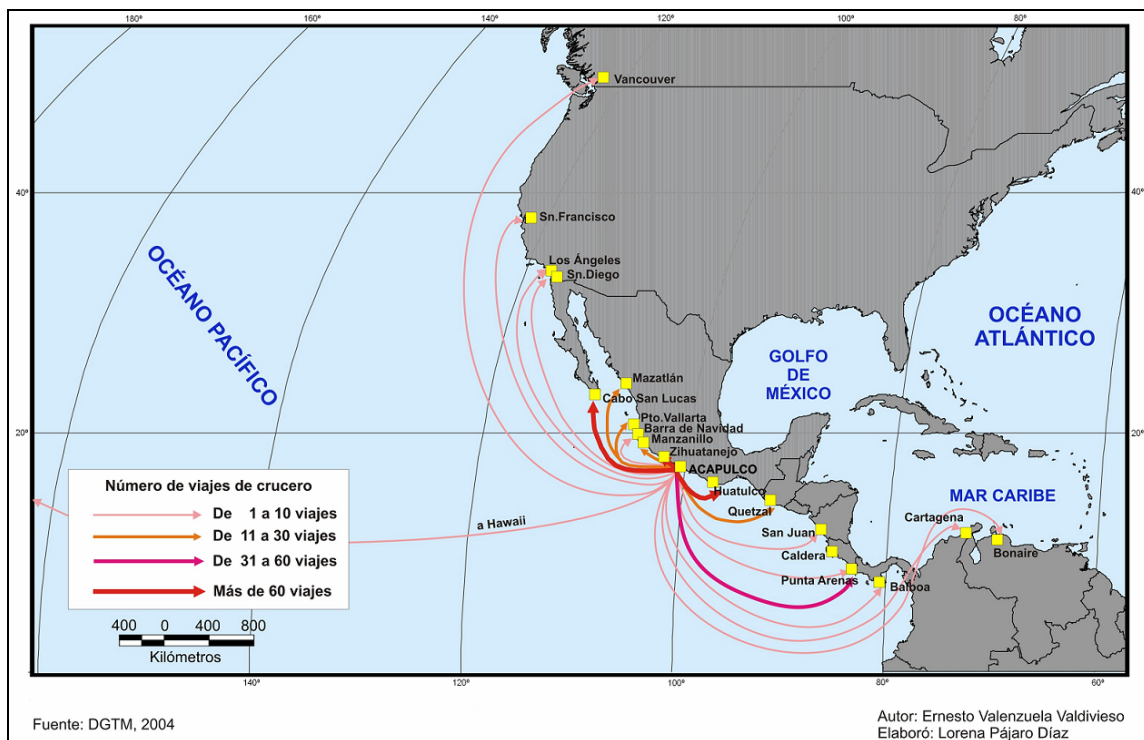 160°
140°
120°
100°
80°
Vancouver
40°
40°
Sn.Francisco
Los Ángeles
Sn.Diego
OCÉANO PACÍFICO
OCÉANO
ATLÁNTICO
GOLFO
DE
MÉXICO
Mazatlán
Cabo San Lucas
Pto.Vallarta
Barra de Navidad
Manzanillo
Zihuatanejo
ACAPULCO
20°
20°
Huatulco
Quetzal
MAR CARIBE
Cartagena
Bonaire
San Juan
Caldera
Punta Arenas
Balboa
a Hawaii
Número de viajes de crucero
De 1 a 10 viajes
De 11 a 30 viajes
De 31 a 60 viajes
Más de 60 viajes
400 0 400 800
Kilómetros
140°
120°
100°
80°
60°
Fuente: DGTM, 2004
Autor: Ernesto Valenzuela Valdivieso
Elaboró: Lorena Pájaro Díaz